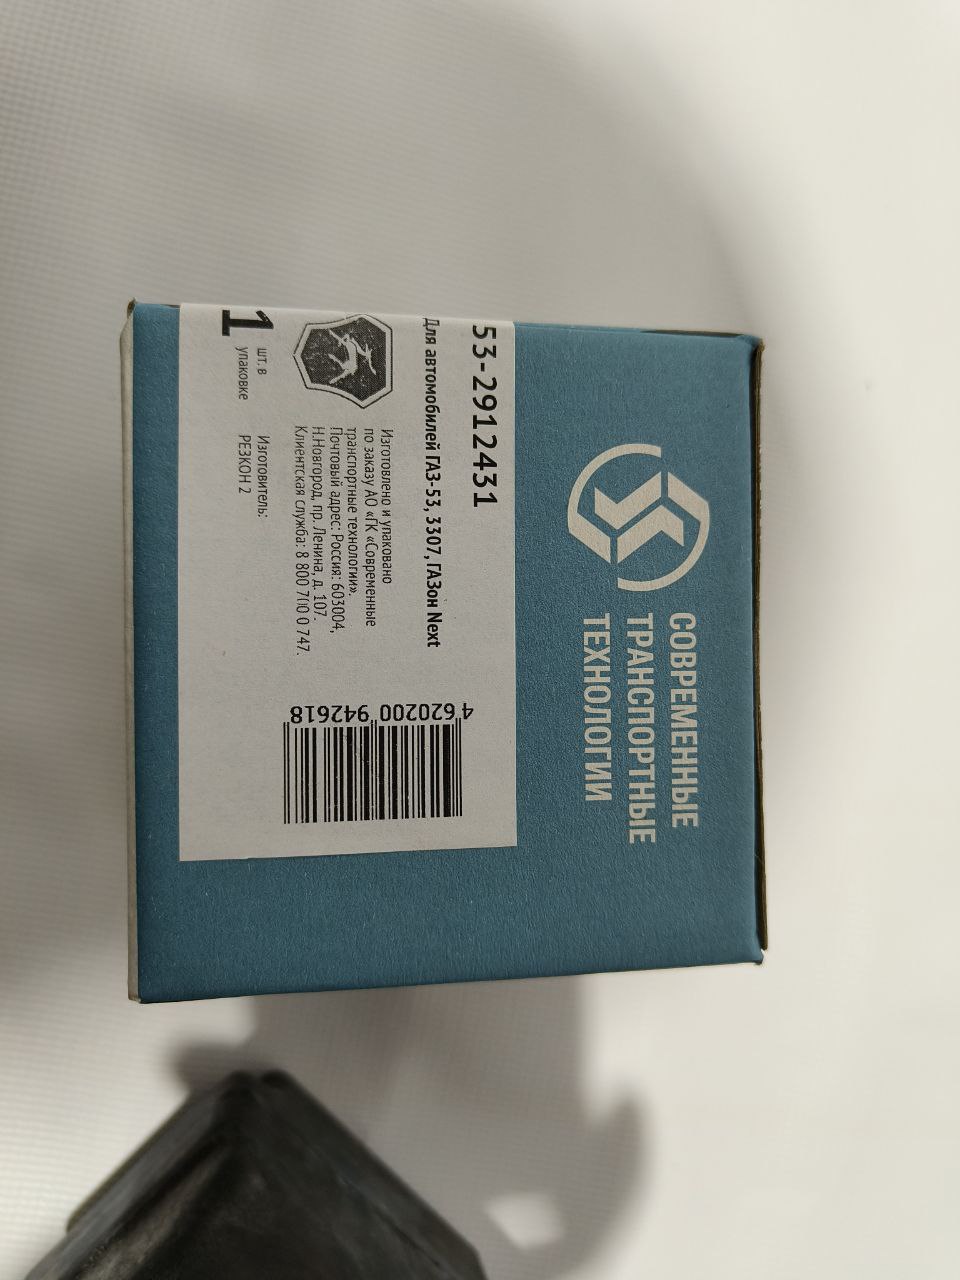 СОВРЕМЕННЫЕ
ТРАНСПОРТНЫЕ
ТЕХНОЛОГИИ
53-2912431
Для автомобилей ГАЗ-53, 3307, ГАЗон Next
Изготовлено и упаковано
по заказу АО «ГК «Современные
транспортные технологии».
Почтовый адрес: Россия: 603004,
Н.Новгород, пр. Ленина, д. 107.
Клиентская служба: 8 800 700 0 747.
1
шт. в
упаковке
Изготовитель:
РЕЗКОН 2
4 620200 942618